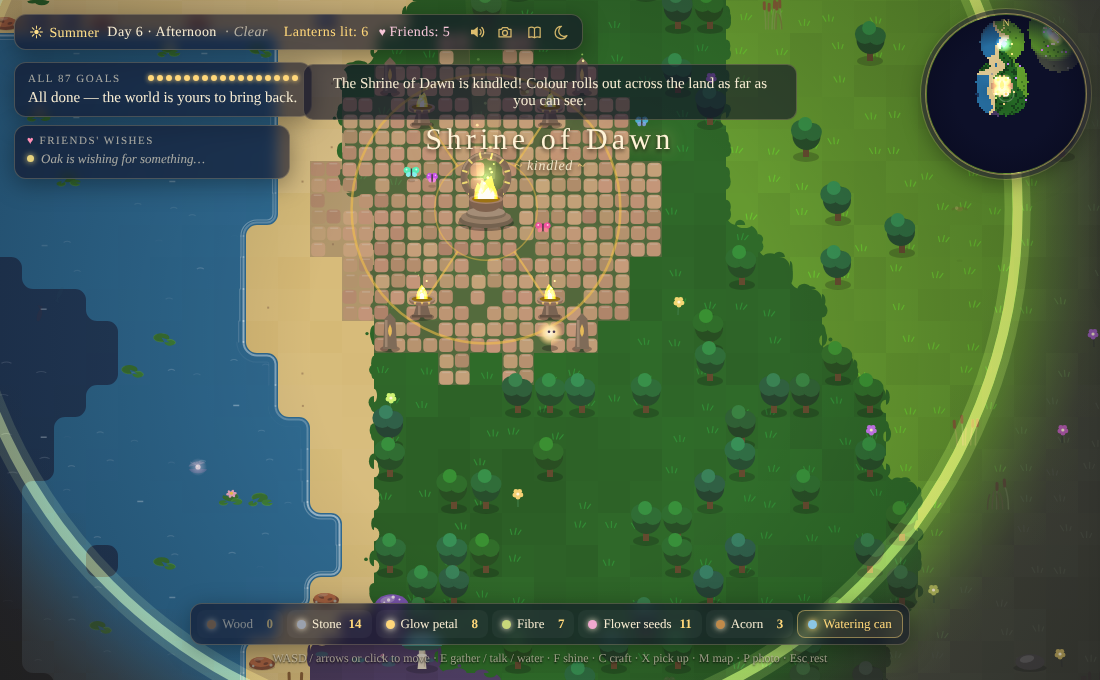 Summer Day 6 · Afternoon · Clear Lanterns lit: 6 ♥ Friends: 5
ALL 87 GOALS
All done — the world is yours to bring back.
♥ FRIENDS' WISHES
Oak is wishing for something…
The Shrine of Dawn is kindled! Colour rolls out across the land as far as
you can see.
Shrine of Dawn
kindled
N
Wood 0 Stone 14 Glow petal 8 Fibre 7 Flower seeds 11 Acorn 3 Watering can
WASD / arrows or click to move · E gather / talk / water · F shine · C craft · X pick up · M map · P photo · Esc rest